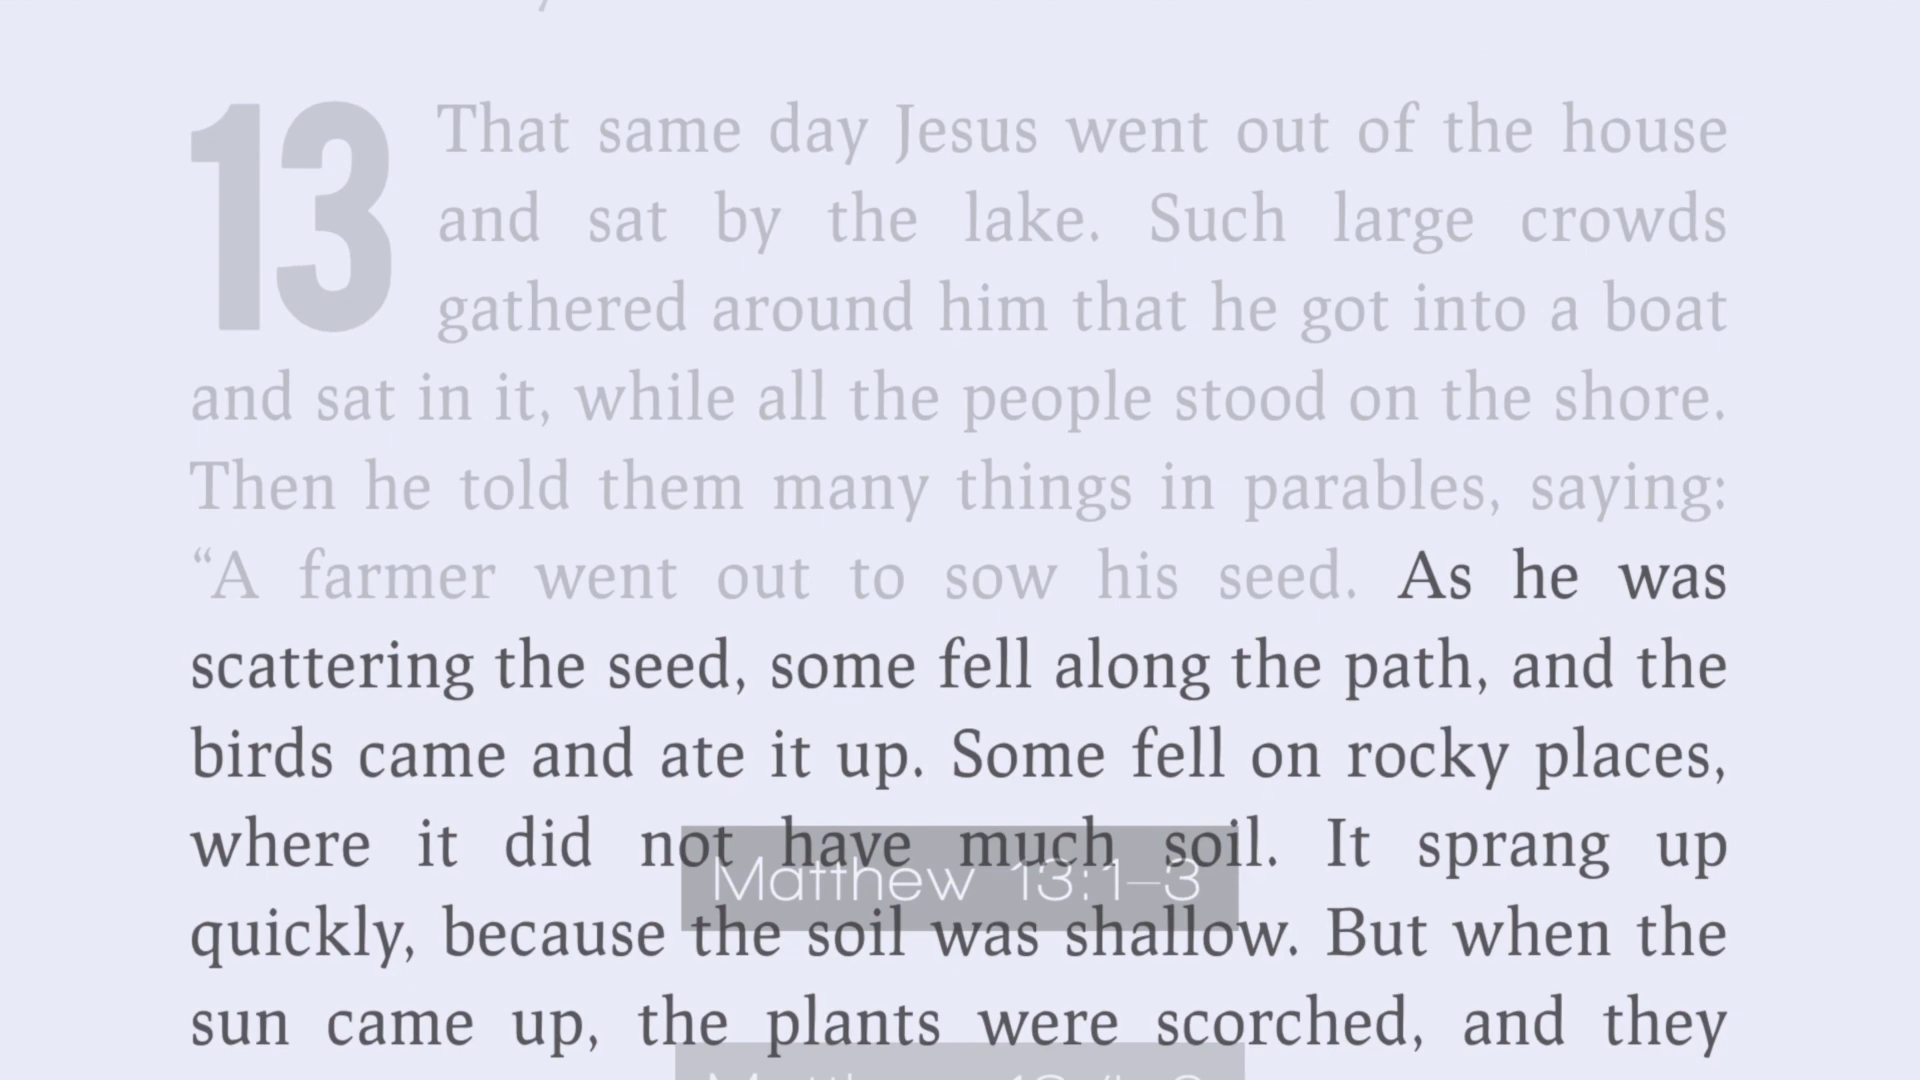 13 That same day Jesus went out of the house
and sat by the lake. Such large crowds
gathered around him that he got into a boat
and sat in it, while all the people stood on the shore.
Then he told them many things in parables, saying:
“A farmer went out to sow his seed. As he was
scattering the seed, some fell along the path, and the
birds came and ate it up. Some fell on rocky places,
where it did not have much soil. It sprang up
Matthew 13:1–3
quickly, because the soil was shallow. But when the
sun came up, the plants were scorched, and they